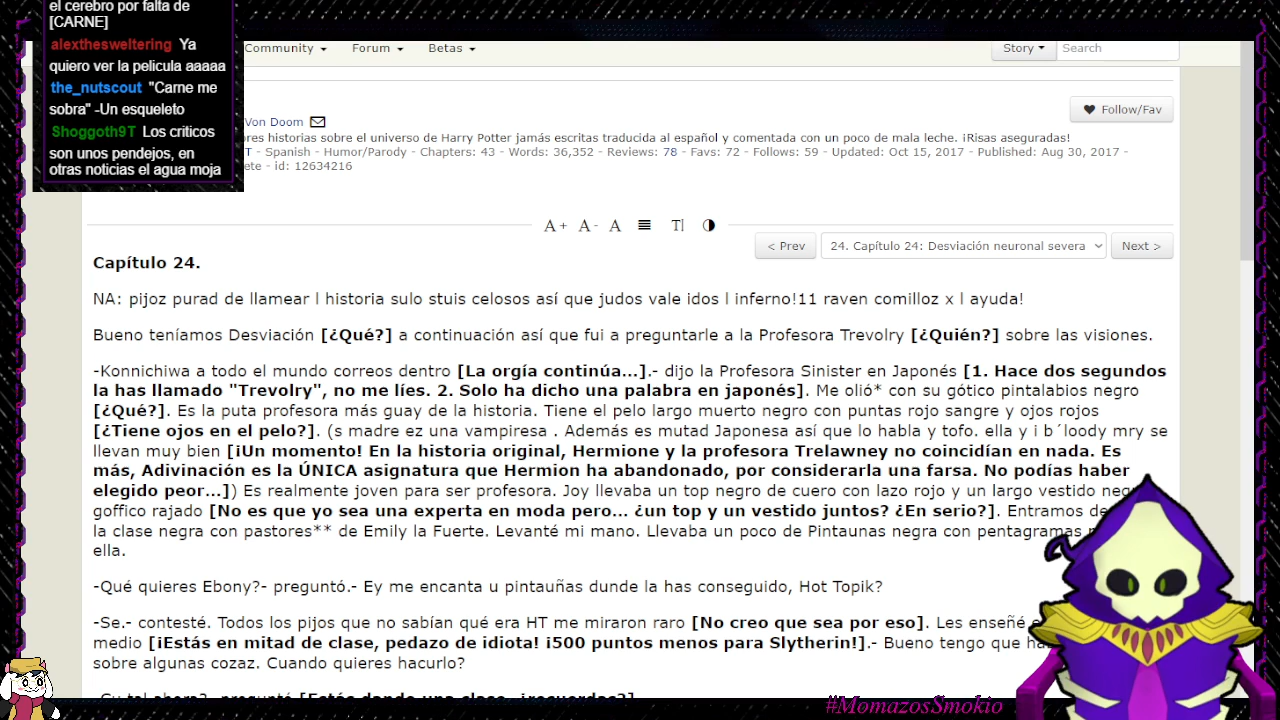 el cerebro por falta de
[CARNE]
alexthesweltering Ya
quiero ver la pelicula aaaaa
the_nutscout "Carne me
sobra" -Un esqueleto
Shoggoth9T Los criticos
son unos pendejos, en
otras noticias el agua moja
Community Forum Betas Story Search
Von Doom
Follow/Fav
res historias sobre el universo de Harry Potter jamás escritas traducida al español y comentada con un poco de mala leche. ¡Risas aseguradas!
T - Spanish - Humor/Parody - Chapters: 43 - Words: 36,352 - Reviews: 78 - Favs: 72 - Follows: 59 - Updated: Oct 15, 2017 - Published: Aug 30, 2017 -
ete - id: 12634216
A+ A- A
< Prev 24. Capítulo 24: Desviación neuronal severa Next >
Capítulo 24.
NA: pijoz purad de llamear l historia sulo stuis celosos así que judos vale idos l inferno!11 raven comilloz x l ayuda!
Bueno teníamos Desviación [¿Qué?] a continuación así que fui a preguntarle a la Profesora Trevolry [¿Quién?] sobre las visiones.
-Konnichiwa a todo el mundo correos dentro [La orgía continúa...].- dijo la Profesora Sinister en Japonés [1. Hace dos segundos
la has llamado "Trevolry", no me líes. 2. Solo ha dicho una palabra en japonés]. Me olió* con su gótico pintalabios negro
[¿Qué?]. Es la puta profesora más guay de la historia. Tiene el pelo largo muerto negro con puntas rojo sangre y ojos rojos
[¿Tiene ojos en el pelo?]. (s madre ez una vampiresa . Además es mutad Japonesa así que lo habla y tofo. ella y i b´loody mry se
llevan muy bien [¡Un momento! En la historia original, Hermione y la profesora Trelawney no coincidían en nada. Es
más, Adivinación es la ÚNICA asignatura que Hermion ha abandonado, por considerarla una farsa. No podías haber
elegido peor...]) Es realmente joven para ser profesora. Joy llevaba un top negro de cuero con lazo rojo y un largo vestido neg
goffico rajado [No es que yo sea una experta en moda pero... ¿un top y un vestido juntos? ¿En serio?]. Entramos de
la clase negra con pastores** de Emily la Fuerte. Levanté mi mano. Llevaba un poco de Pintaunas negra con pentagramas
ella.
-Qué quieres Ebony?- preguntó.- Ey me encanta u pintauñas dunde la has conseguido, Hot Topik?
-Se.- contesté. Todos los pijos que no sabían qué era HT me miraron raro [No creo que sea por eso]. Les enseñé
medio [¡Estás en mitad de clase, pedazo de idiota! ¡500 puntos menos para Slytherin!].- Bueno tengo que ha
sobre algunas cozaz. Cuando quieres hacurlo?
-Cu tal ahora?- preguntó [Estás dando una clase, ¿recuerdas?]
#MomazosSmokio